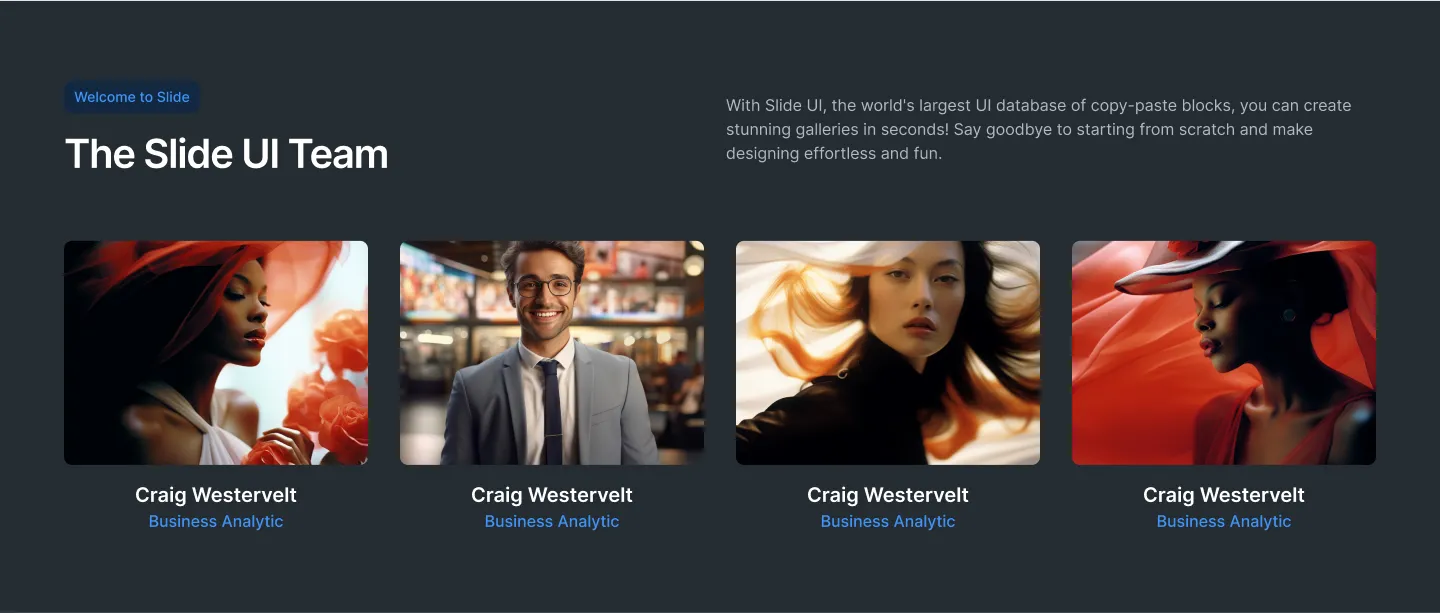 Welcome to Slide
The Slide UI Team
With Slide UI, the world's largest UI database of copy-paste blocks, you can create
stunning galleries in seconds! Say goodbye to starting from scratch and make
designing effortless and fun.
Craig Westervelt
Business Analytic
Craig Westervelt
Business Analytic
Craig Westervelt
Business Analytic
Craig Westervelt
Business Analytic